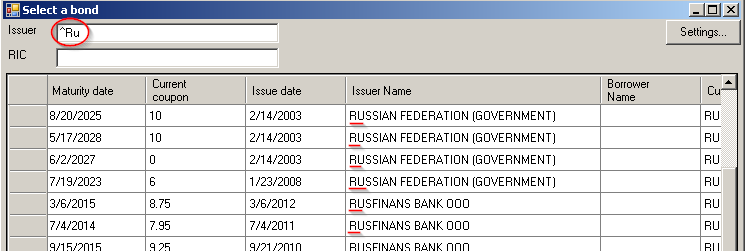 Select a bond
Issuer ^Ru Settings...
RIC
Maturity date Current coupon Issue date Issuer Name Borrower Name Cu
8/20/2025 10 2/14/2003 RUSSIAN FEDERATION (GOVERNMENT) RU
5/17/2028 10 2/14/2003 RUSSIAN FEDERATION (GOVERNMENT) RU
6/2/2027 0 2/14/2003 RUSSIAN FEDERATION (GOVERNMENT) RU
7/19/2023 6 1/23/2008 RUSSIAN FEDERATION (GOVERNMENT) RU
3/6/2015 8.75 3/6/2012 RUSFINANS BANK OOO RU
7/4/2014 7.95 7/4/2011 RUSFINANS BANK OOO RU
9/15/2015 9.25 9/21/2010 RUSFINANS BANK OOO RU